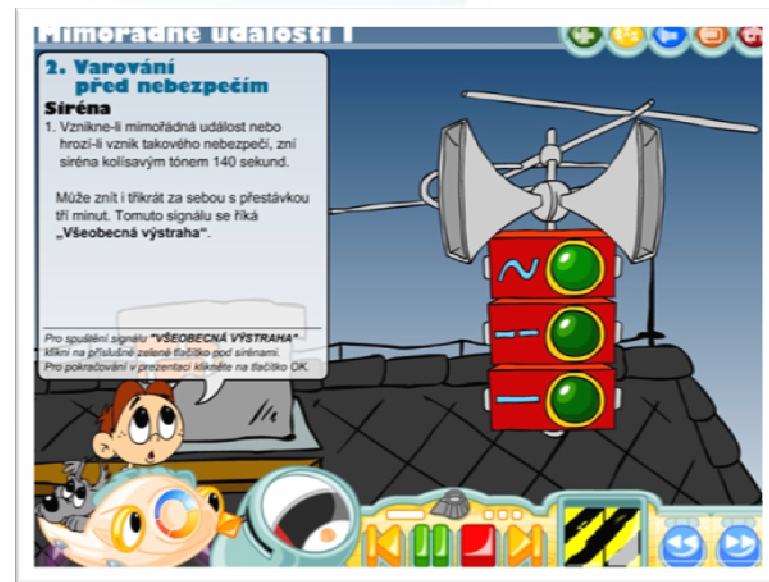 Mimořádné události I
2. Varování
před nebezpečím
Siréna
1. Vznikne-li mimořádná událost nebo
hrozí-li vznik takového nebezpečí, zní
siréna kolísavým tónem 140 sekund.
Může znít i třikrát za sebou s přestávkou
tří minut. Tomuto signálu se říká
„Všeobecná výstraha“.
Pro spuštění signálu "VŠEOBECNÁ VÝSTRAHA"
klikni na příslušné zelené tlačítko pod sirénami.
Pro pokračování v prezentaci klikněte na tlačítko OK.